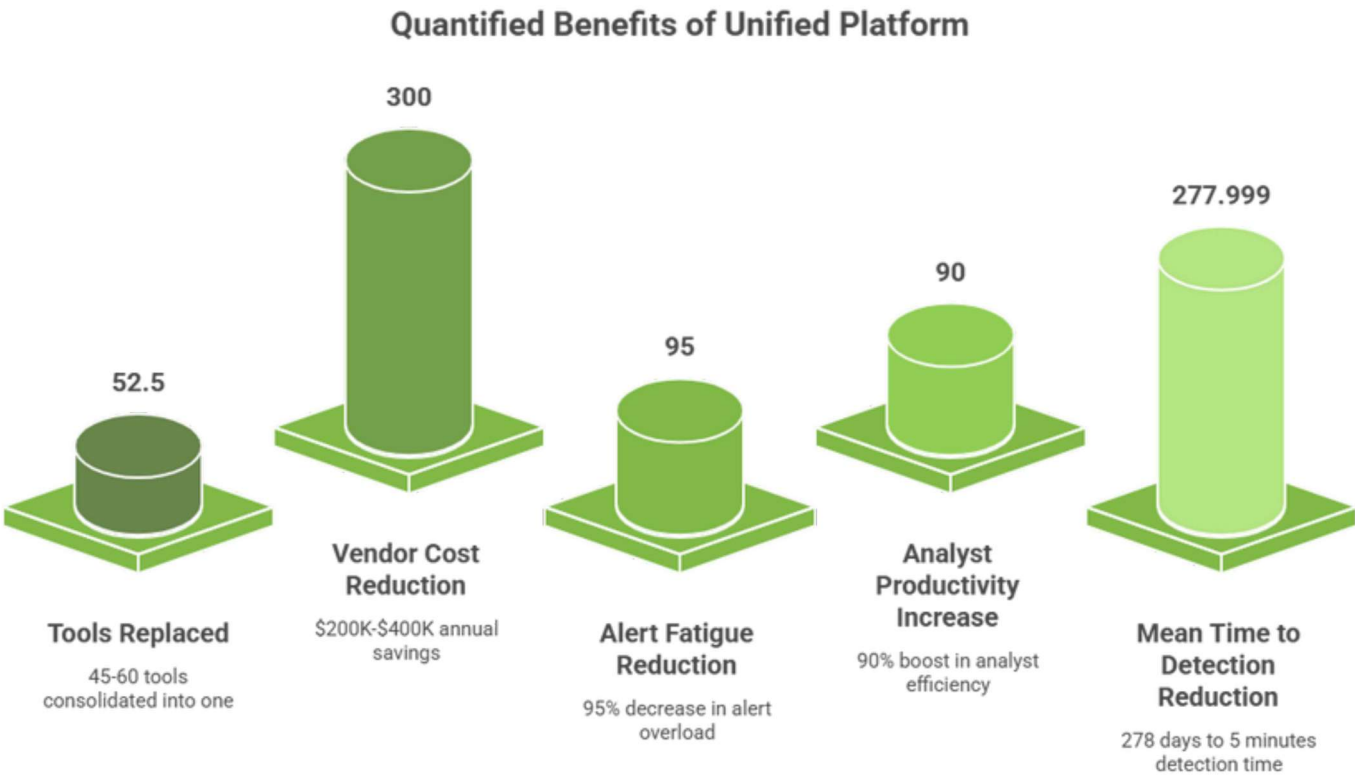 Quantified Benefits of Unified Platform
52.5
Tools Replaced
45-60 tools
consolidated into one
300
Vendor Cost
Reduction
$200K-$400K annual
savings
95
Alert Fatigue
Reduction
95% decrease in alert
overload
90
Analyst
Productivity
Increase
90% boost in analyst
efficiency
277.999
Mean Time to
Detection
Reduction
278 days to 5 minutes
detection time